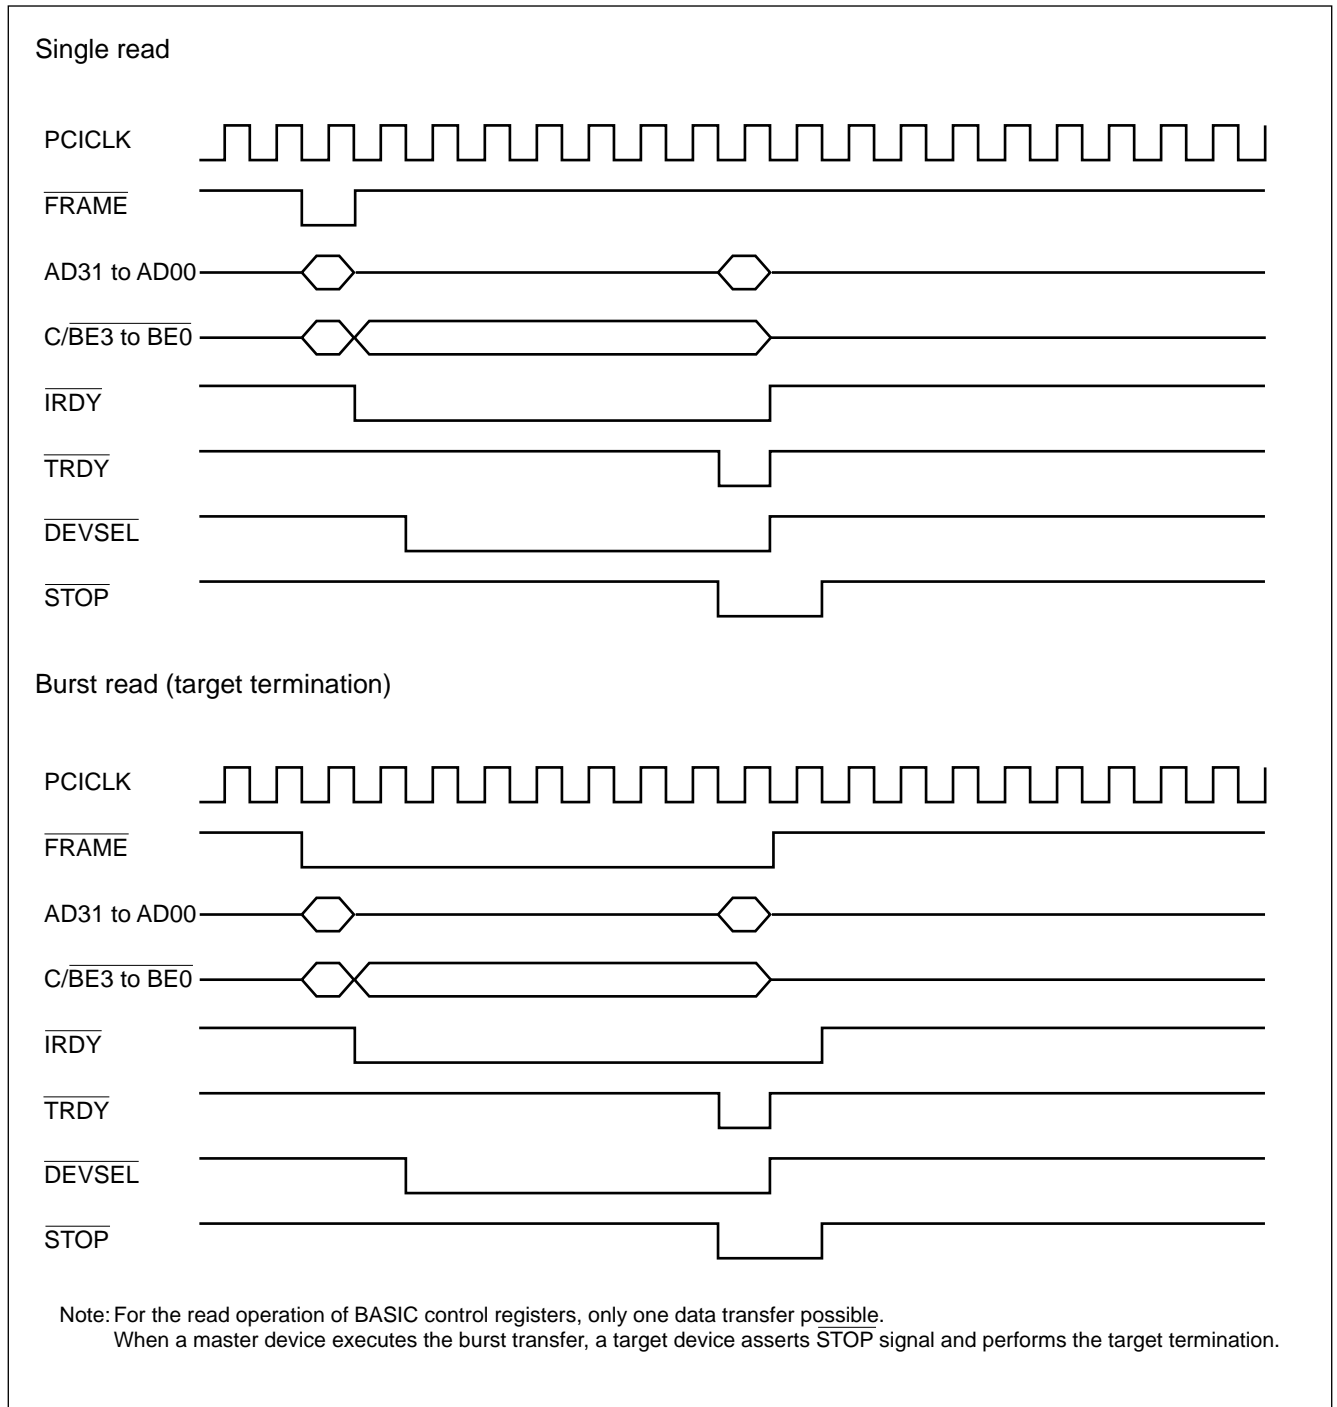 Single read
PCICLK
FRAME
AD31 to AD00
C/BE3 to BE0
IRDY
TRDY
DEVSEL
STOP
Burst read (target termination)
PCICLK
FRAME
AD31 to AD00
C/BE3 to BE0
IRDY
TRDY
DEVSEL
STOP
Note: For the read operation of BASIC control registers, only one data transfer possible.
When a master device executes the burst transfer, a target device asserts STOP signal and performs the target termination.